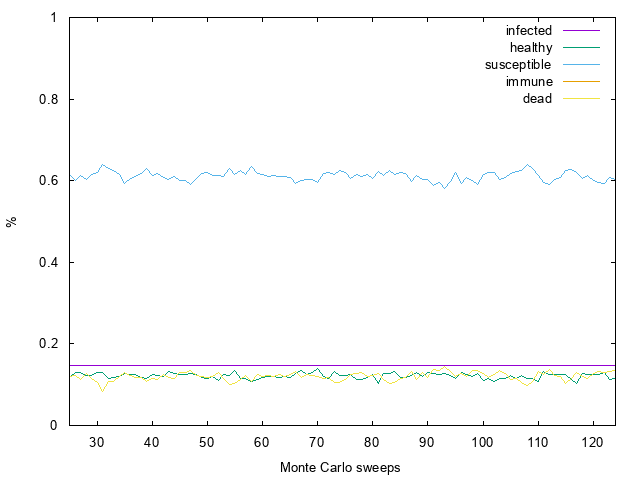 1
0.8
0.6
0.4
0.2
0
%
infected
healthy
susceptible
immune
dead
30 40 50 60 70 80 90 100 110 120
Monte Carlo sweeps